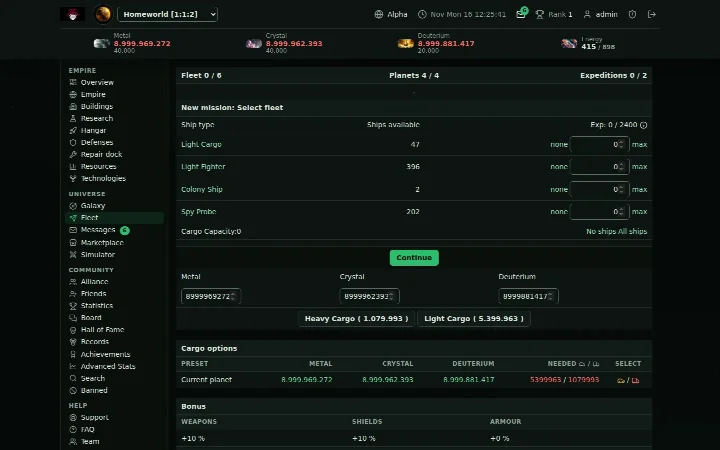 Homeworld [1:1:2]
Alpha
Nov Mon 16 12:25:41
6
Rank 1
admin
Metal
8.999.969.272
40.000
Crystal
8.999.962.393
40.000
Deuterium
8.999.881.417
20.000
Energy
415 / 898
EMPIRE
Overview
Empire
Buildings
Research
Hangar
Defenses
Repair dock
Resources
Technologies
UNIVERSE
Galaxy
Fleet
Messages 6
Marketplace
Simulator
COMMUNITY
Alliance
Friends
Statistics
Board
Hall of Fame
Records
Achievements
Advanced Stats
Search
Banned
HELP
Support
FAQ
Team
Fleet 0 / 6 Planets 4 / 4 Expeditions 0 / 2
-
New mission: Select fleet
Ship type Ships available Exp: 0 / 2400
Light Cargo 47 none 0 max
Light Fighter 396 none 0 max
Colony Ship 2 none 0 max
Spy Probe 202 none 0 max
Cargo Capacity:0 No ships All ships
Continue
Metal Crystal Deuterium
8999969272 8999962393 8999881417
Heavy Cargo ( 1.079.993 ) Light Cargo ( 5.399.963 )
Cargo options
PRESET METAL CRYSTAL DEUTERIUM NEEDED / SELECT
Current planet 8.999.969.272 8.999.962.393 8.999.881.417 5399963 / 1079993 /
Bonus
WEAPONS SHIELDS ARMOUR
+10 % +10 % +0 %